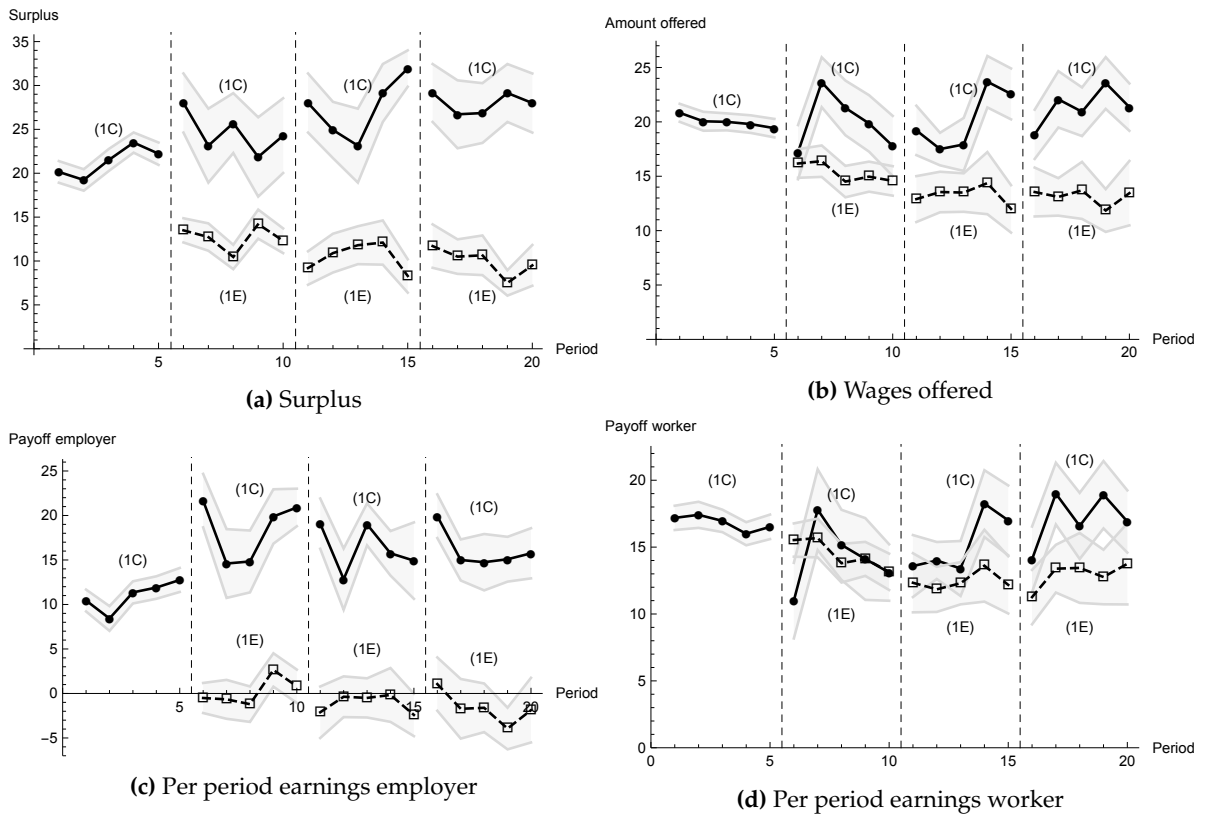 Surplus
35
30
25
20
15
10
5
(1C)
(1C)
(1C)
(1C)
(1E)
(1E)
(1E)
5
10
15
20
Period
(a) Surplus
Amount offered
25
20
15
10
5
(1C)
(1C)
(1C)
(1C)
(1E)
(1E)
(1E)
5
10
15
20
Period
(b) Wages offered
Payoff employer
25
20
15
10
5
0
−5
(1C)
(1C)
(1C)
(1C)
(1E)
(1E)
(1E)
5
10
15
20
Period
(c) Per period earnings employer
Payoff worker
20
15
10
5
0
(1C)
(1C)
(1C)
(1C)
(1E)
(1E)
(1E)
0
5
10
15
20
Period
(d) Per period earnings worker